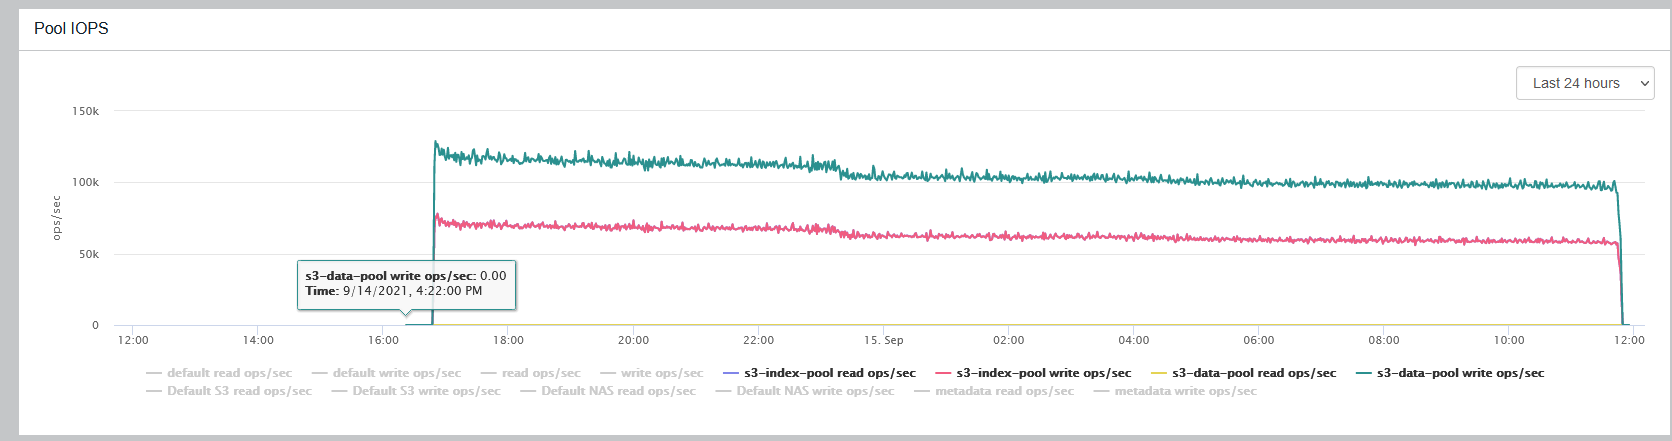 Pool IOPS
Last 24 hours
150k
100k
50k
0
ops/sec
s3-data-pool write ops/sec: 0.00
Time: 9/14/2021, 4:22:00 PM
12:00 14:00 16:00 18:00 20:00 22:00 15. Sep 02:00 04:00 06:00 08:00 10:00 12:00
default read ops/sec default write ops/sec read ops/sec write ops/sec s3-index-pool read ops/sec s3-index-pool write ops/sec s3-data-pool read ops/sec s3-data-pool write ops/sec
Default S3 read ops/sec Default S3 write ops/sec Default NAS read ops/sec Default NAS write ops/sec metadata read ops/sec metadata write ops/sec